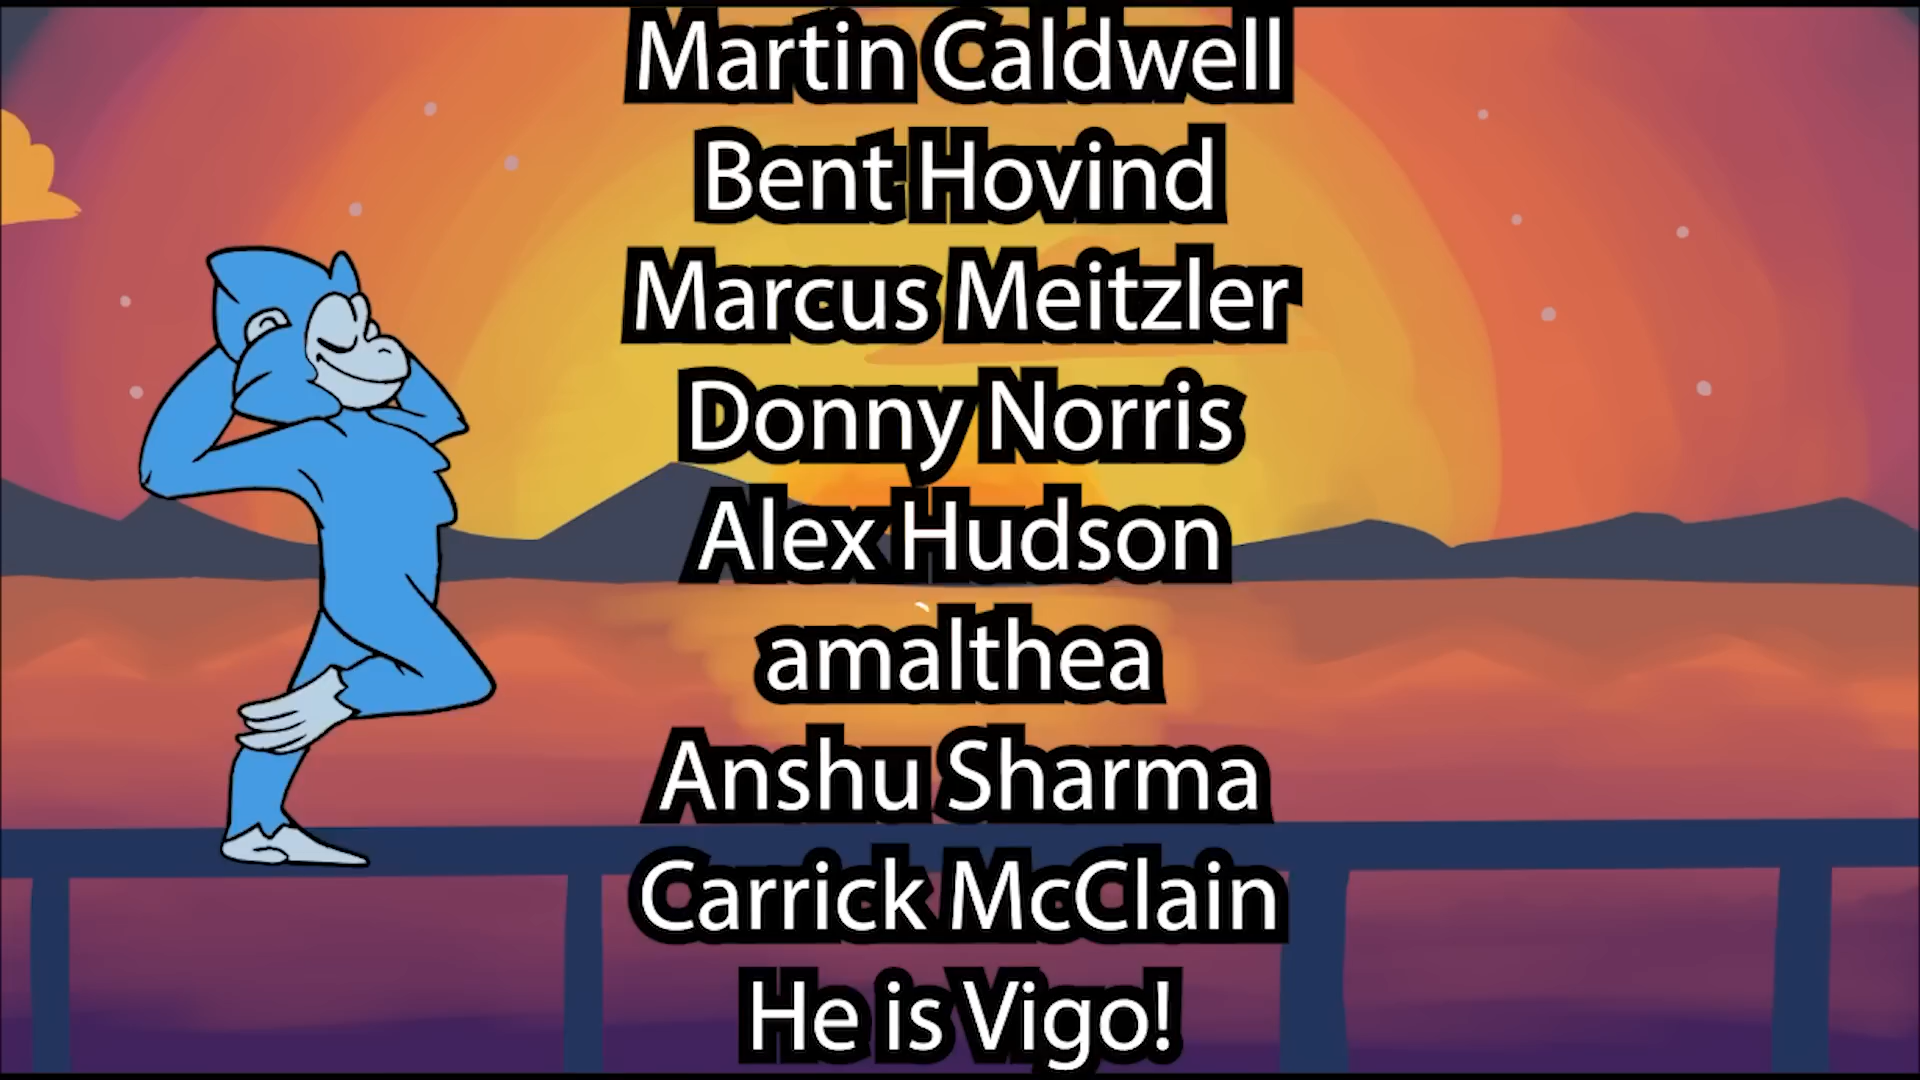 Martin Caldwell
Bent Hovind
Marcus Meitzler
Donny Norris
Alex Hudson
amalthea
Anshu Sharma
Carrick McClain
He is Vigo!